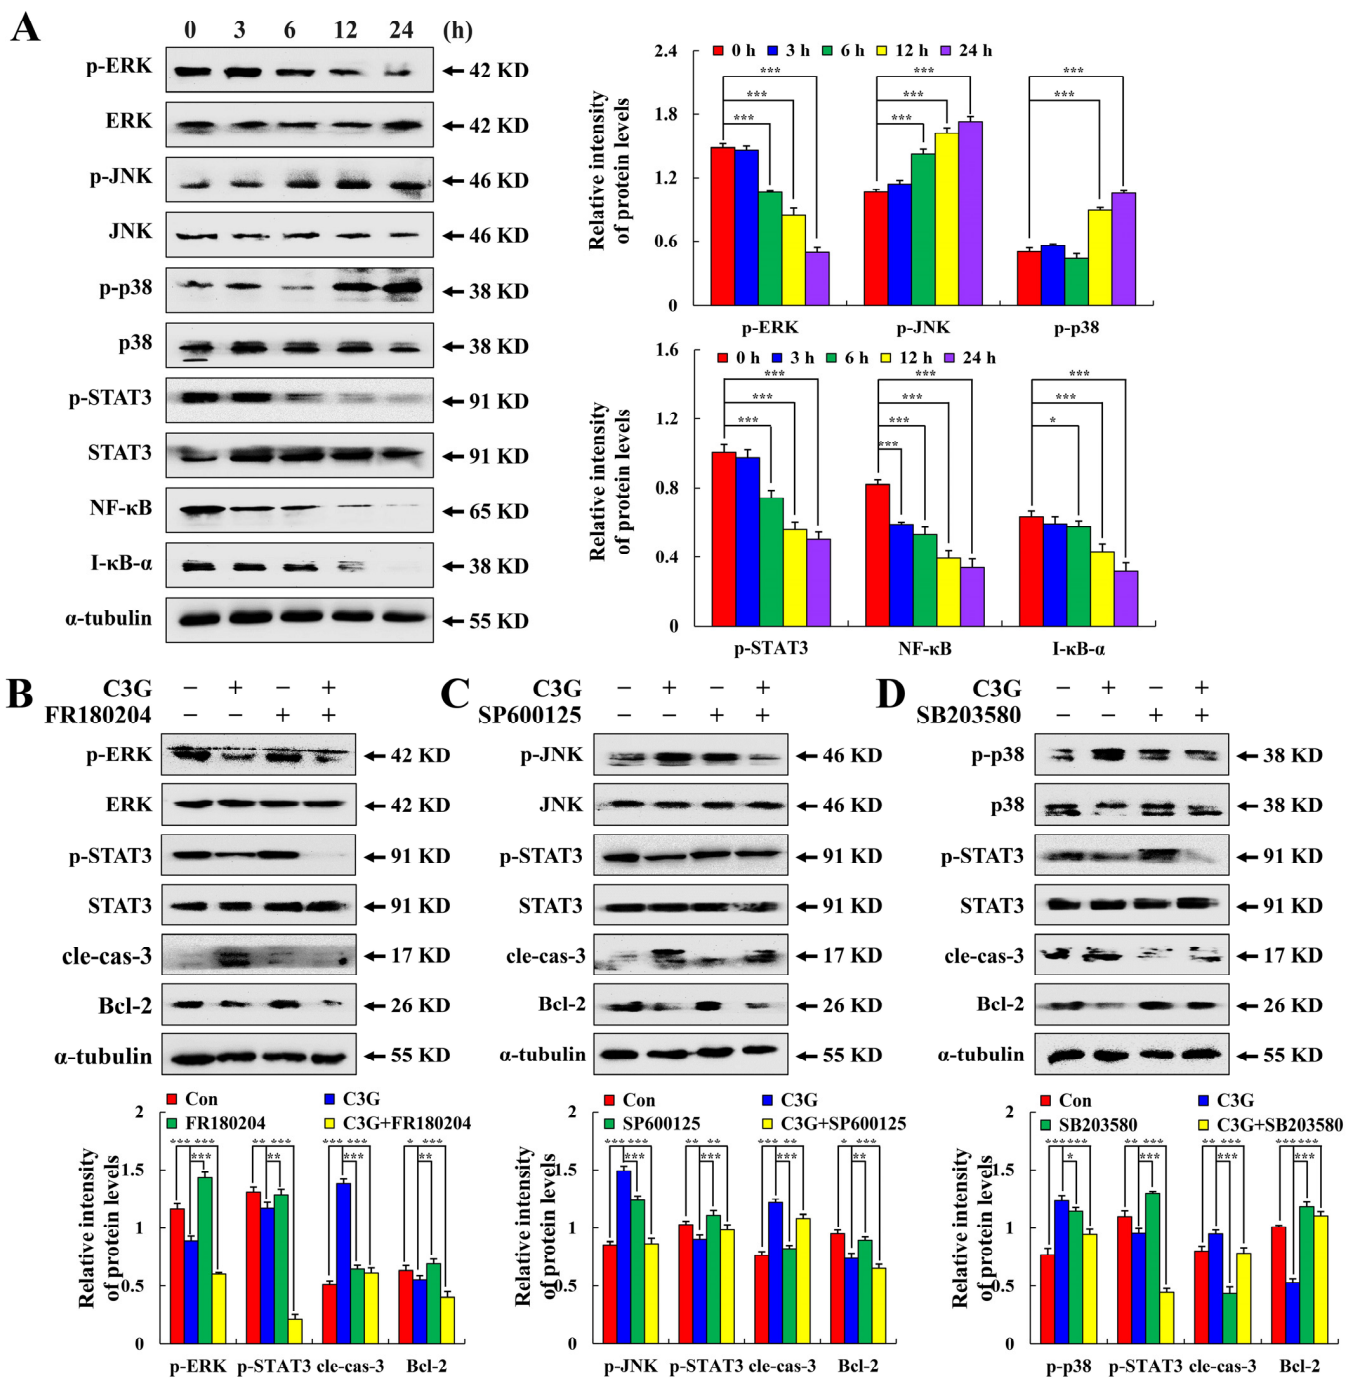 A
0 3 6 12 24 (h)
p-ERK ← 42 KD
ERK ← 42 KD
p-JNK ← 46 KD
JNK ← 46 KD
p-p38 ← 38 KD
p38 ← 38 KD
p-STAT3 ← 91 KD
STAT3 ← 91 KD
NF-κB ← 65 KD
I-κB-α ← 38 KD
α-tubulin ← 55 KD
0 h 3 h 6 h 12 h 24 h
Relative intensity
of protein levels
2.4
1.8
1.2
0.6
0
*** *** ***
*** *** ***
*** ***
p-ERK p-JNK p-p38
0 h 3 h 6 h 12 h 24 h
Relative intensity
of protein levels
1.6
1.2
0.8
0.4
0
*** *** ***
*** *** ***
*** *** *
***
p-STAT3 NF-κB I-κB-α
B
C3G − + − +
FR180204 − − + +
p-ERK ← 42 KD
ERK ← 42 KD
p-STAT3 ← 91 KD
STAT3 ← 91 KD
cle-cas-3 ← 17 KD
Bcl-2 ← 26 KD
α-tubulin ← 55 KD
Con C3G
FR180204 C3G+FR180204
Relative intensity
of protein levels
2
1.5
1
0.5
0
*** *** ** *** *** *** * ***
*** ** *** **
p-ERK p-STAT3 cle-cas-3 Bcl-2
C
C3G − + − +
SP600125 − − + +
p-JNK ← 46 KD
JNK ← 46 KD
p-STAT3 ← 91 KD
STAT3 ← 91 KD
cle-cas-3 ← 17 KD
Bcl-2 ← 26 KD
α-tubulin ← 55 KD
Con C3G
SP600125 C3G+SP600125
Relative intensity
of protein levels
2
1.5
1
0.5
0
*** *** ** ** *** ** * ***
*** *** *** **
p-JNK p-STAT3 cle-cas-3 Bcl-2
D
C3G − + − +
SB203580 − − + +
p-p38 ← 38 KD
p38 ← 38 KD
p-STAT3 ← 91 KD
STAT3 ← 91 KD
cle-cas-3 ← 17 KD
Bcl-2 ← 26 KD
α-tubulin ← 55 KD
Con C3G
SB203580 C3G+SB203580
Relative intensity
of protein levels
2
1.5
1
0.5
0
*** *** ** *** ** *** *** ***
* *** *** ***
p-p38 p-STAT3 cle-cas-3 Bcl-2